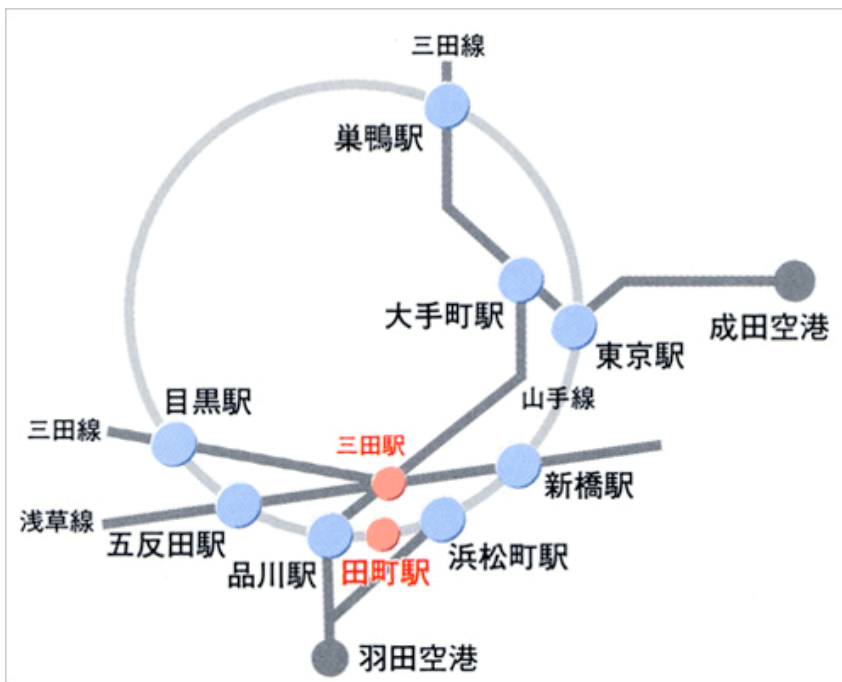 三田線
巣鴨駅
大手町駅
成田空港
東京駅
目黒駅
山手線
三田線
三田駅
新橋駅
浅草線
五反田駅
浜松町駅
品川駅
田町駅
羽田空港